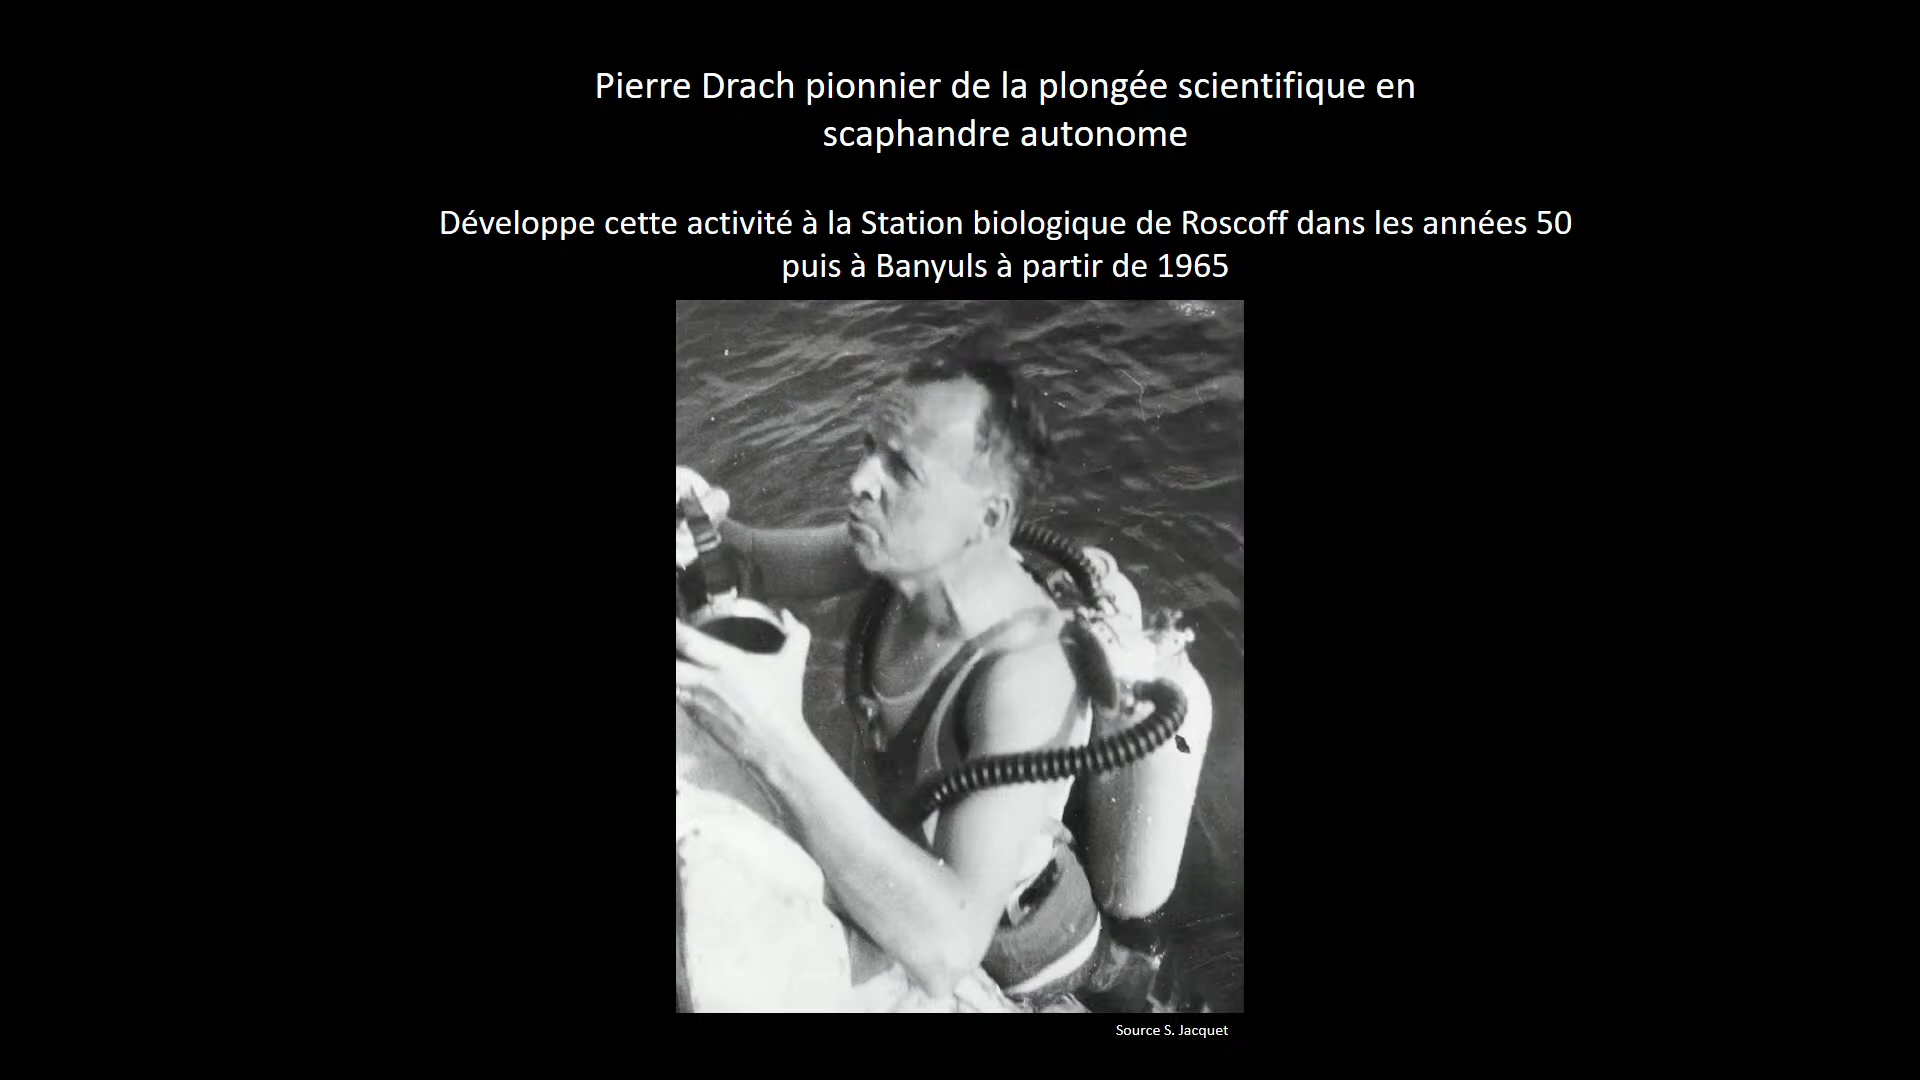 Pierre Drach pionnier de la plongée scientifique en
scaphandre autonome
Développe cette activité à la Station biologique de Roscoff dans les années 50
puis à Banyuls à partir de 1965
Source S. Jacquet